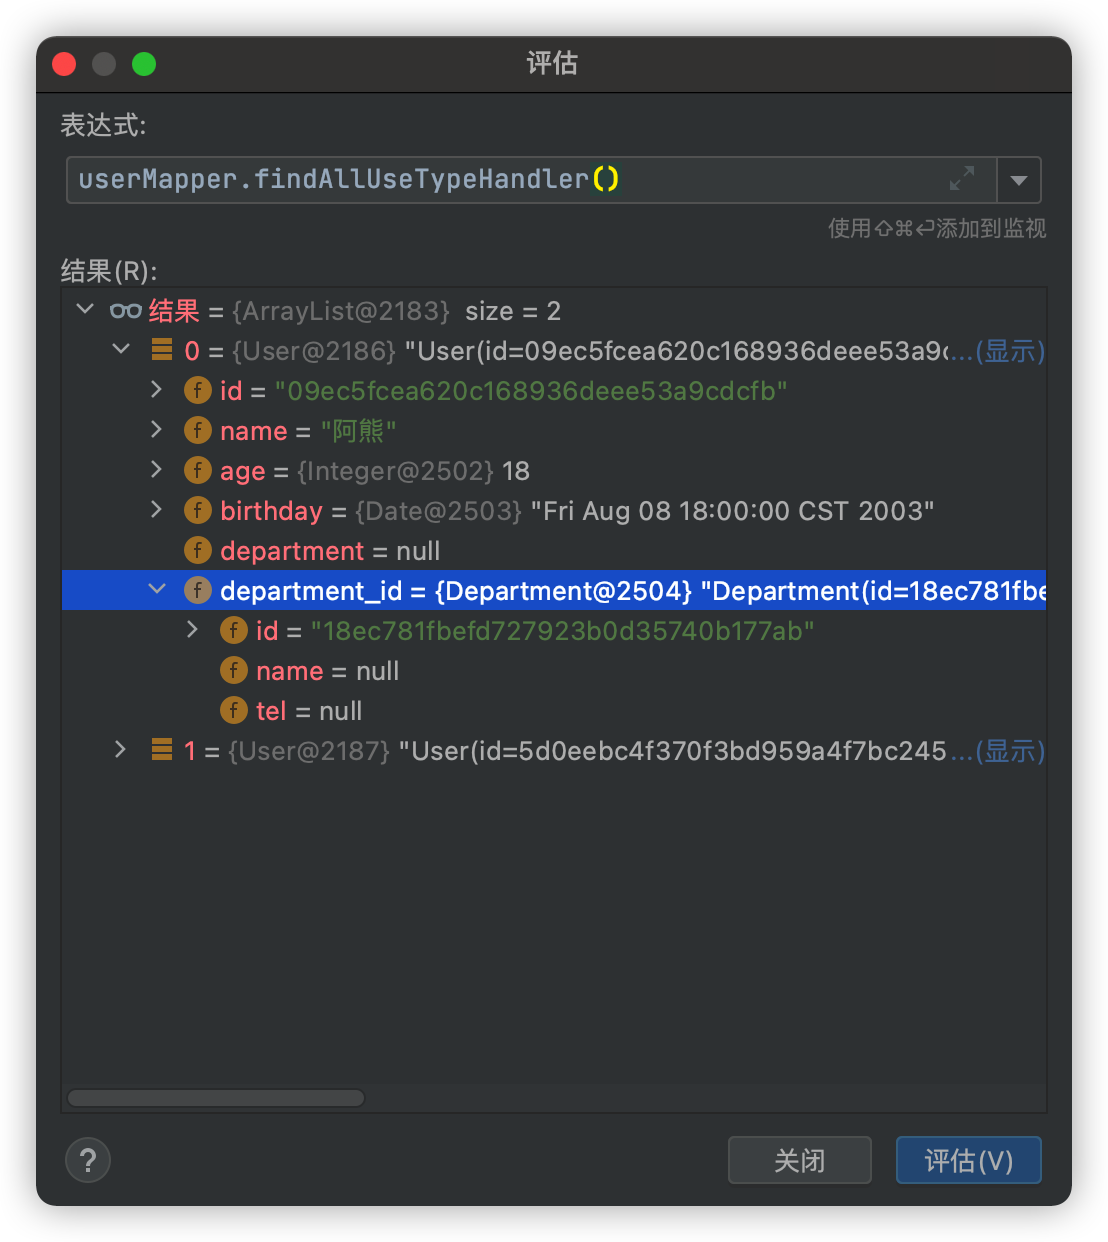 评估
表达式:
userMapper.findAllUseTypeHandler()
使用⇧⌘⏎添加到监视
结果(R):
结果 = {ArrayList@2183} size = 2
0 = {User@2186} "User(id=09ec5fcea620c168936deee53a9c...(显示)
f id = "09ec5fcea620c168936deee53a9cdcfb"
f name = "阿熊"
f age = {Integer@2502} 18
f birthday = {Date@2503} "Fri Aug 08 18:00:00 CST 2003"
f department = null
f department_id = {Department@2504} "Department(id=18ec781fbe
f id = "18ec781fbefd727923b0d35740b177ab"
f name = null
f tel = null
1 = {User@2187} "User(id=5d0eebc4f370f3bd959a4f7bc245...(显示)
?
关闭
评估(V)